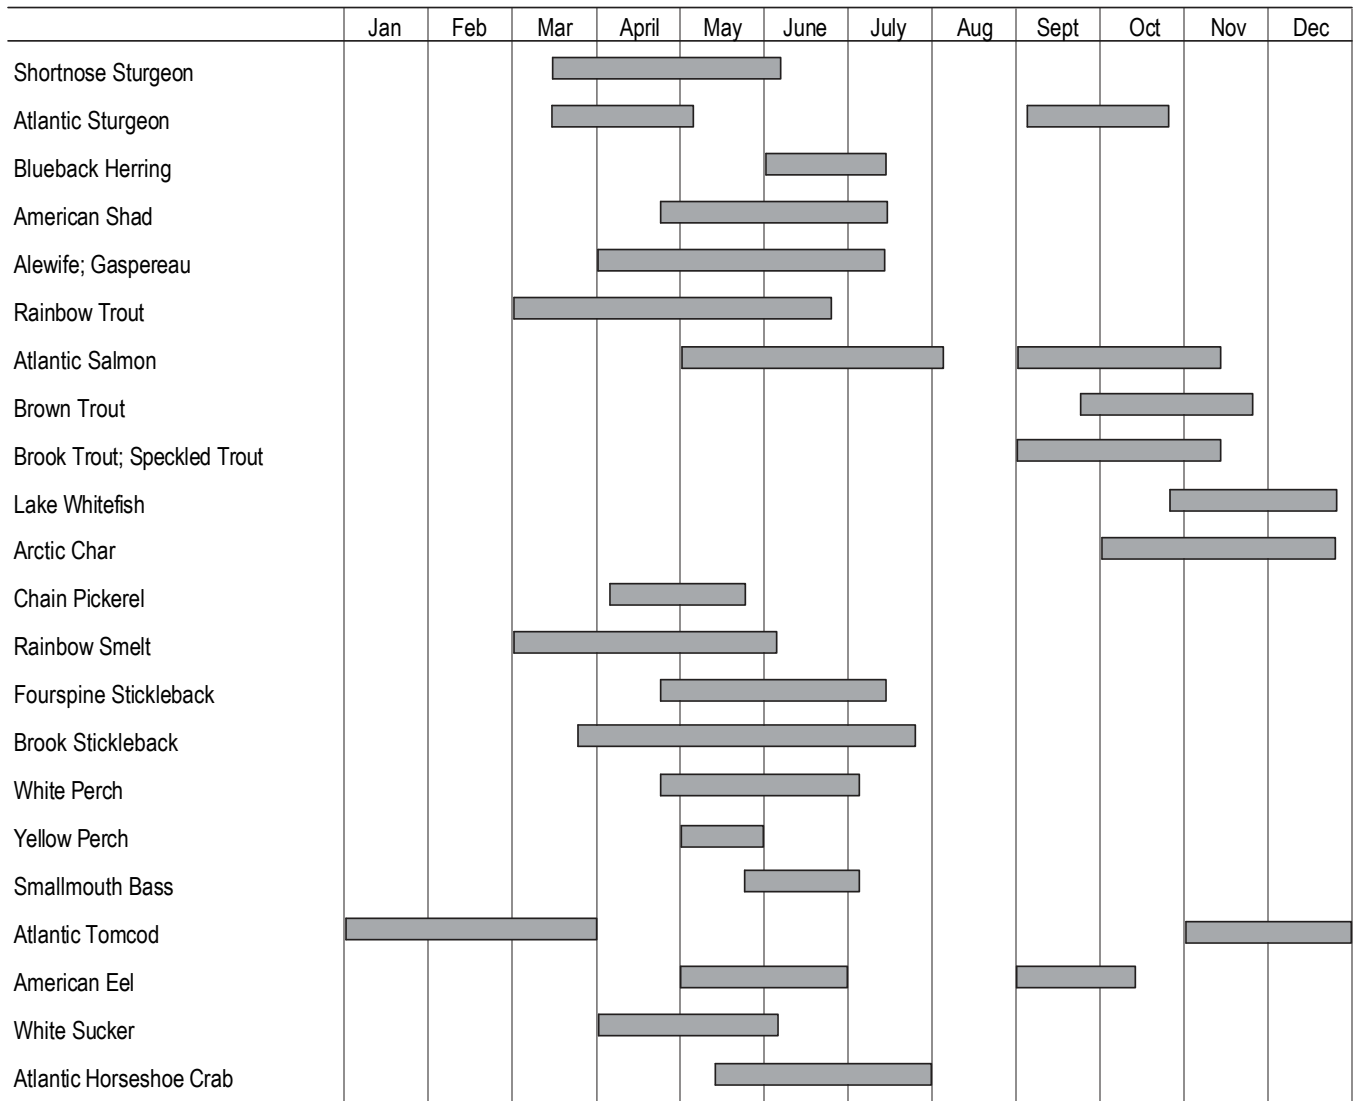 Jan Feb Mar April May June July Aug Sept Oct Nov Dec
Shortnose Sturgeon
Atlantic Sturgeon
Blueback Herring
American Shad
Alewife; Gaspereau
Rainbow Trout
Atlantic Salmon
Brown Trout
Brook Trout; Speckled Trout
Lake Whitefish
Arctic Char
Chain Pickerel
Rainbow Smelt
Fourspine Stickleback
Brook Stickleback
White Perch
Yellow Perch
Smallmouth Bass
Atlantic Tomcod
American Eel
White Sucker
Atlantic Horseshoe Crab